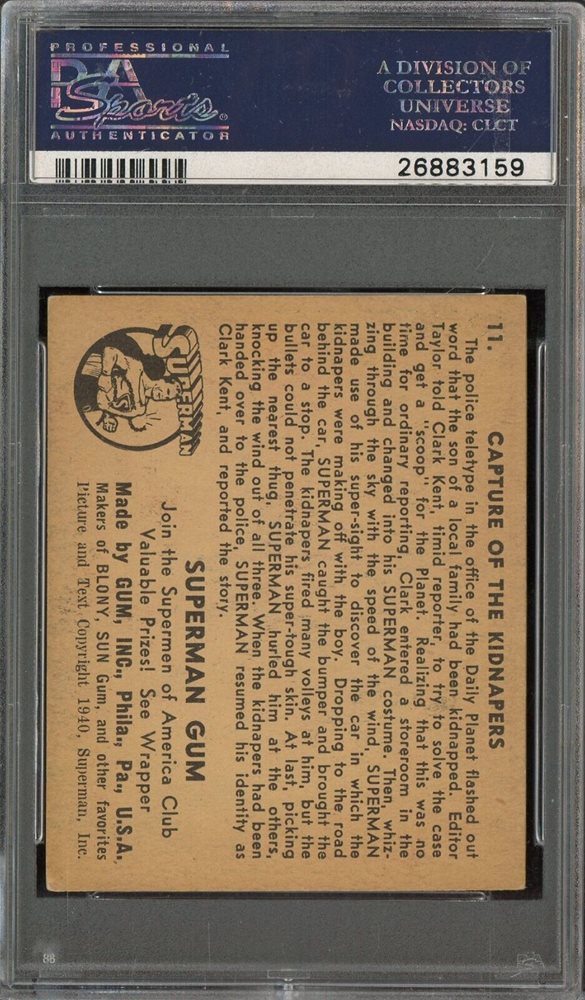 PROFESSIONAL
PSA
Sports
AUTHENTICATOR
A DIVISION OF
COLLECTORS
UNIVERSE
NASDAQ: CLCT
26883159
11.
CAPTURE OF THE KIDNAPERS
The police teletype in the office of the Daily Planet flashed out
word that the son of a local family had been kidnapped. Editor
Taylor told Clark Kent, timid reporter, to try to solve the case
and get a "scoop" for the Planet. Realizing that this was no
time for ordinary reporting, Clark entered a storeroom in the
building and changed into his SUPERMAN costume. Then, whiz-
zing through the sky with the speed of the wind, SUPERMAN
made use of his super-sight to discover the car in which the
kidnapers were making off with the boy. Dropping to the road
behind the car, SUPERMAN caught the bumper and brought the
car to a stop. The kidnapers fired many volleys at him, but the
bullets could not penetrate his super-tough skin. At last, picking
up the nearest thug, SUPERMAN hurled him at the others,
knocking the wind out of all three. When the kidnapers had been
handed over to the police, SUPERMAN resumed his identity as
Clark Kent, and reported the story.
SUPERMAN
SUPERMAN GUM
Join the Supermen of America Club
Valuable Prizes! See Wrapper
Made by GUM, INC., Phila., Pa., U.S.A.
Makers of BLONY, SUN Gum, and other favorites
Picture and Text Copyright 1940, Superman, Inc.